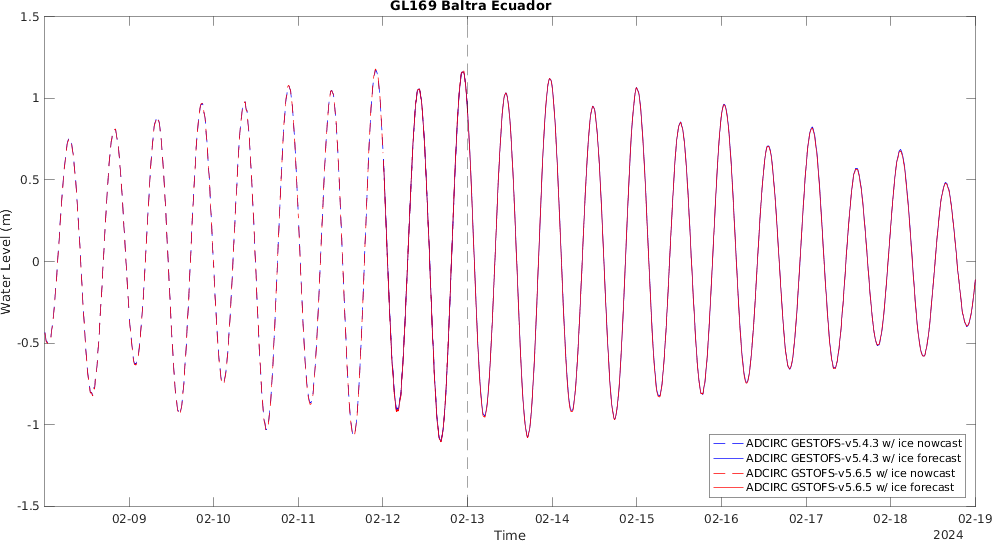 GL169 Baltra Ecuador
Water Level (m)
1.5
1
0.5
0
-0.5
-1
-1.5
ADCIRC GESTOFS-v5.4.3 w/ ice nowcast
ADCIRC GESTOFS-v5.4.3 w/ ice forecast
ADCIRC GSTOFS-v5.6.5 w/ ice nowcast
ADCIRC GSTOFS-v5.6.5 w/ ice forecast
02-09 02-10 02-11 02-12 02-13 02-14 02-15 02-16 02-17 02-18 02-19
Time
2024